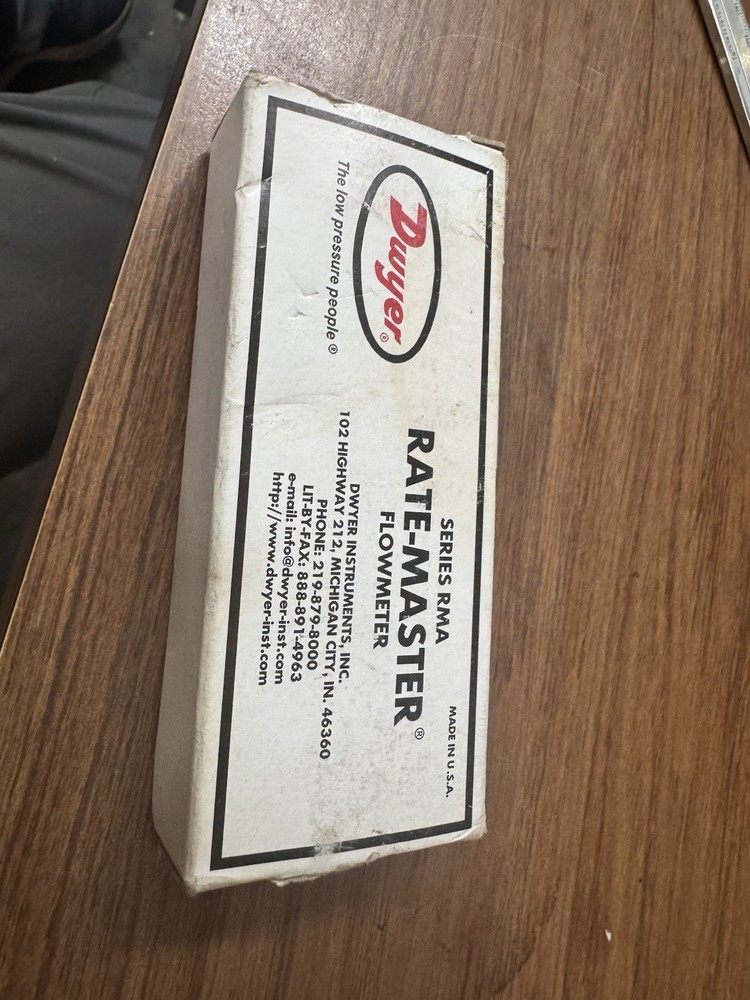 Dwyer®
The low pressure people®
MADE IN U.S.A.
SERIES RMA
RATE-MASTER®
FLOWMETER
DWYER INSTRUMENTS, INC.
102 HIGHWAY 212, MICHIGAN CITY, IN. 46360
PHONE: 219-879-8000
LIT-BY-FAX: 888-891-4963
e-mail: info@dwyer-inst.com
http://www.dwyer-inst.com